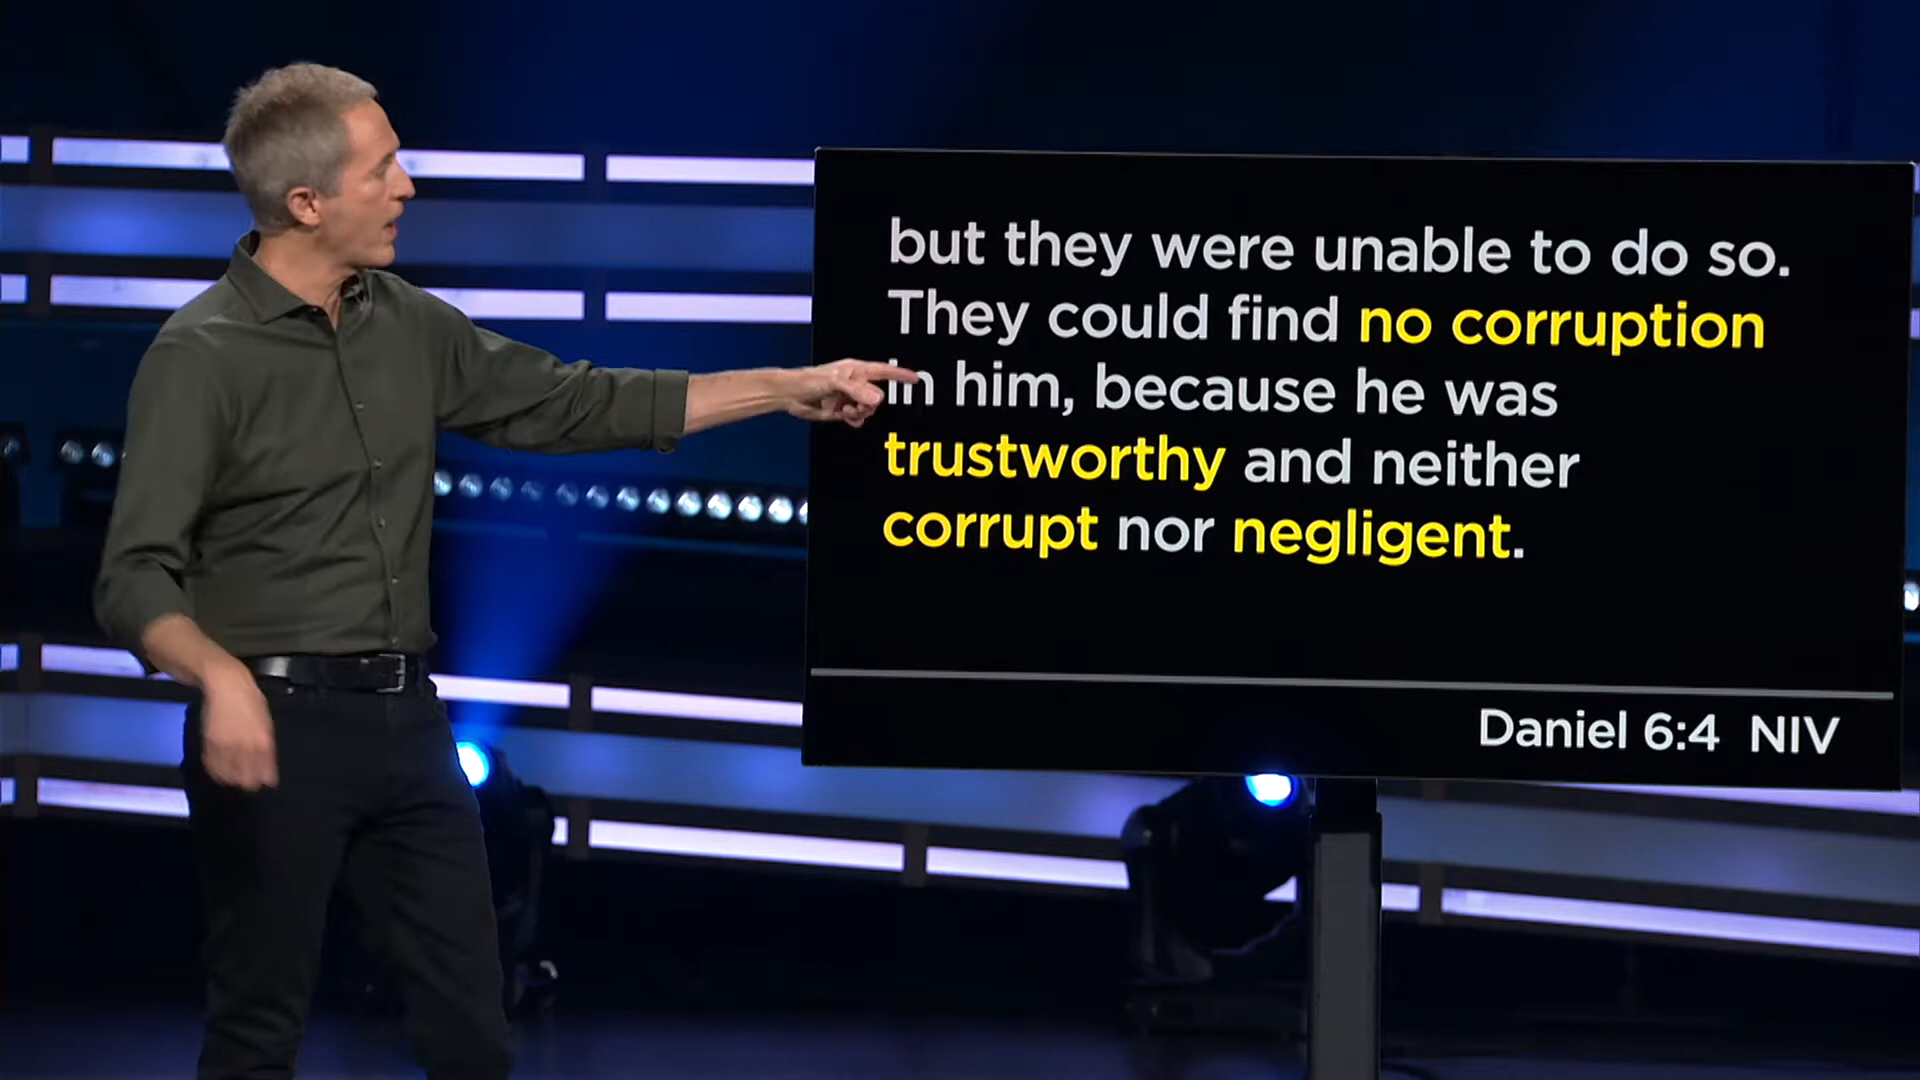 but they were unable to do so.
They could find no corruption
in him, because he was
trustworthy and neither
corrupt nor negligent.
Daniel 6:4 NIV